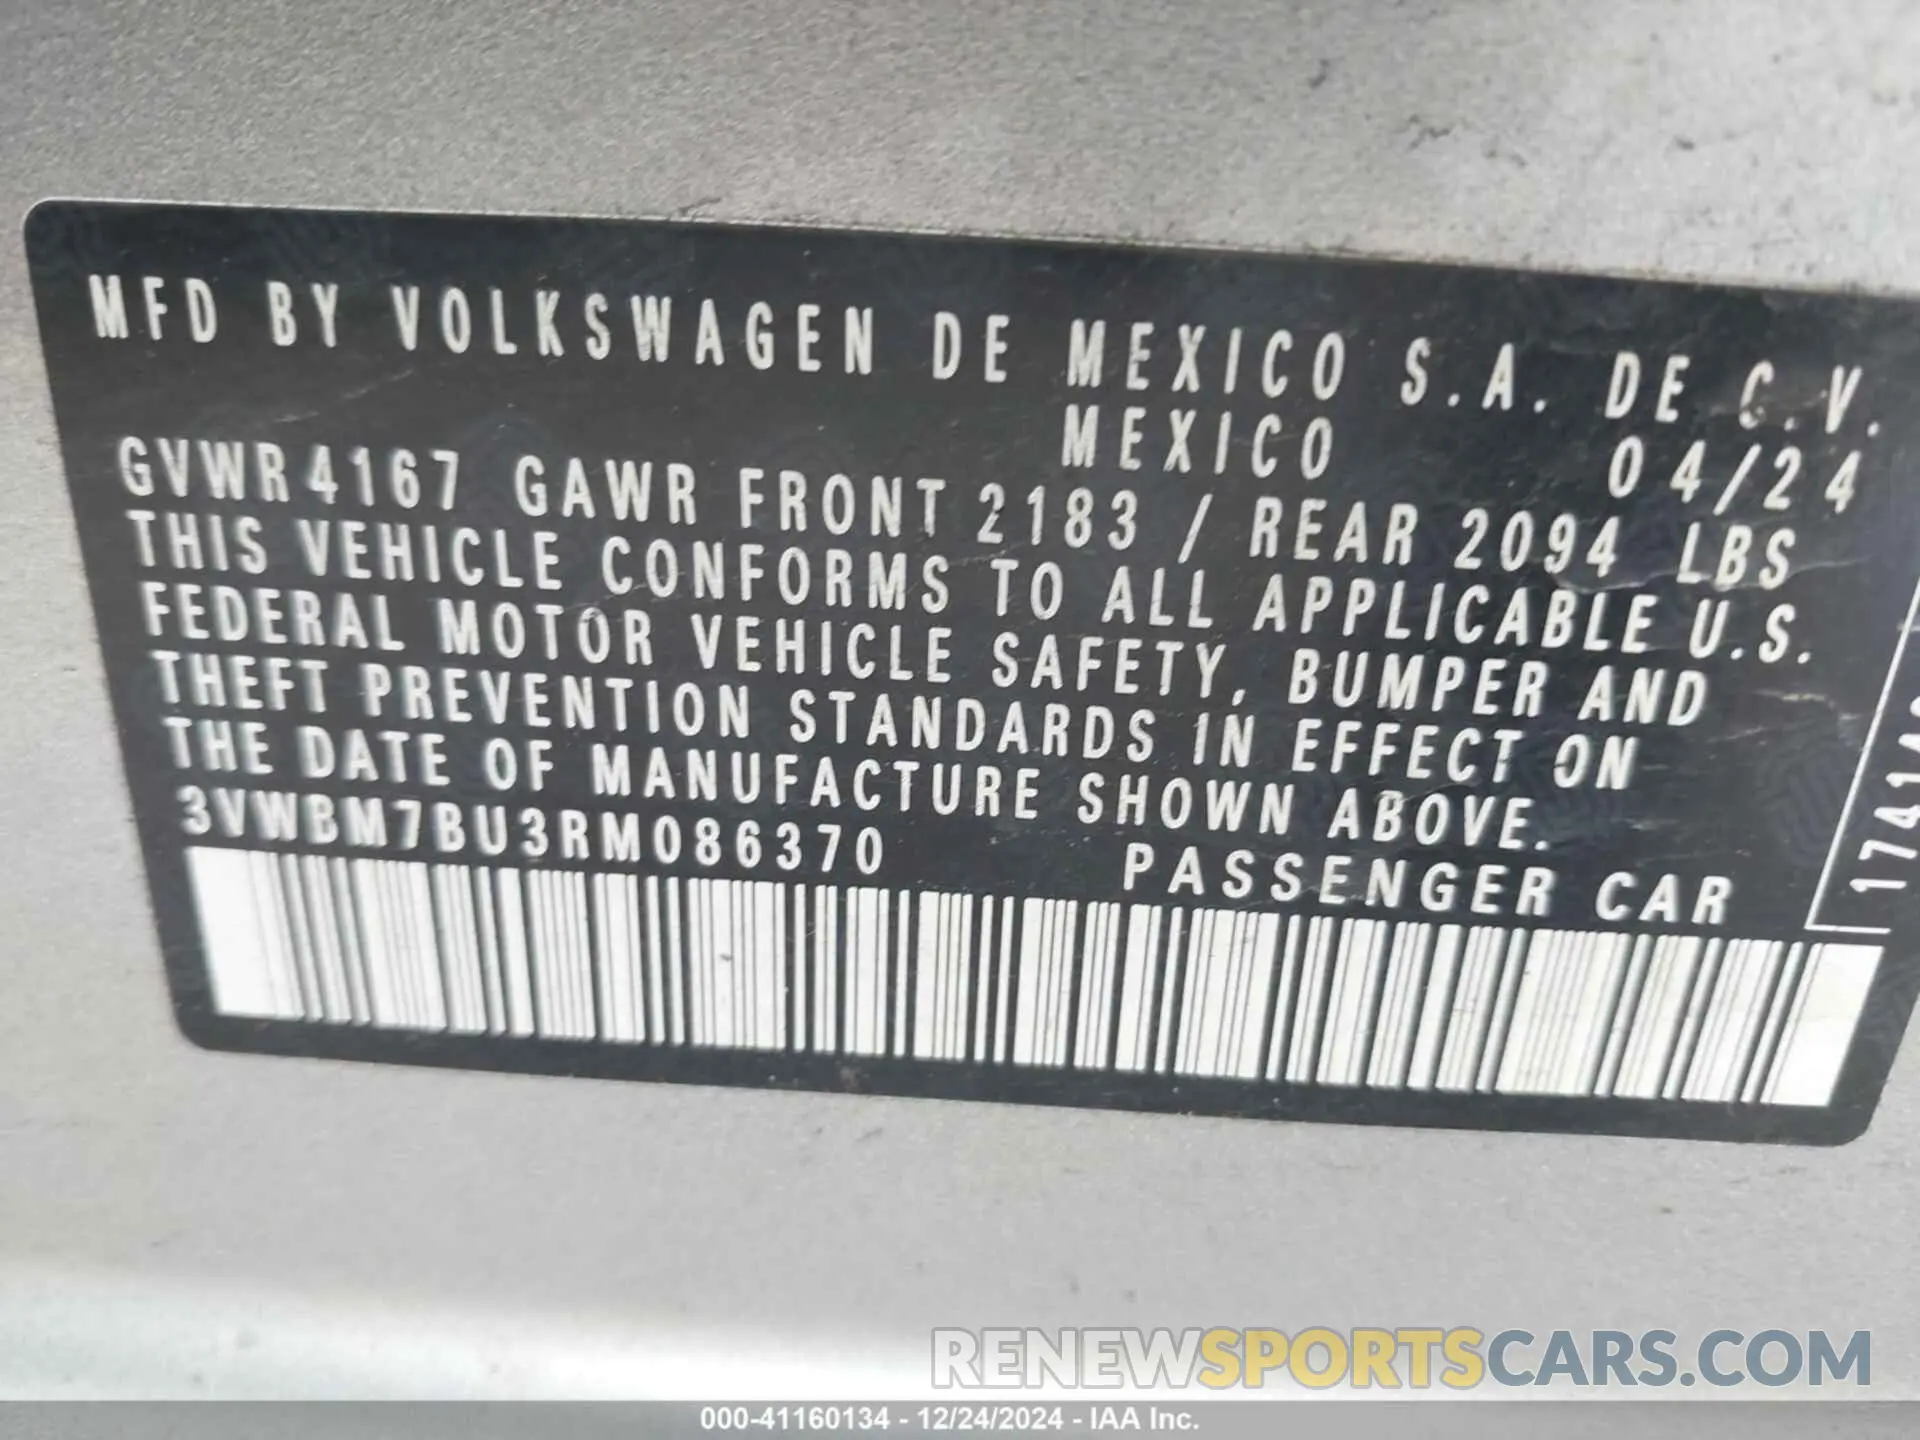 MFD BY VOLKSWAGEN DE MEXICO S.A. DE C.V.
MEXICO 04/24
GVWR 4167 GAWR FRONT 2183 / REAR 2094 LBS
THIS VEHICLE CONFORMS TO ALL APPLICABLE U.S.
FEDERAL MOTOR VEHICLE SAFETY, BUMPER AND
THEFT PREVENTION STANDARDS IN EFFECT ON
THE DATE OF MANUFACTURE SHOWN ABOVE.
3VWBM7BU3RM086370 PASSENGER CAR
RENEWSPORTSCARS.COM
000-41160134 - 12/24/2024 - IAA Inc.